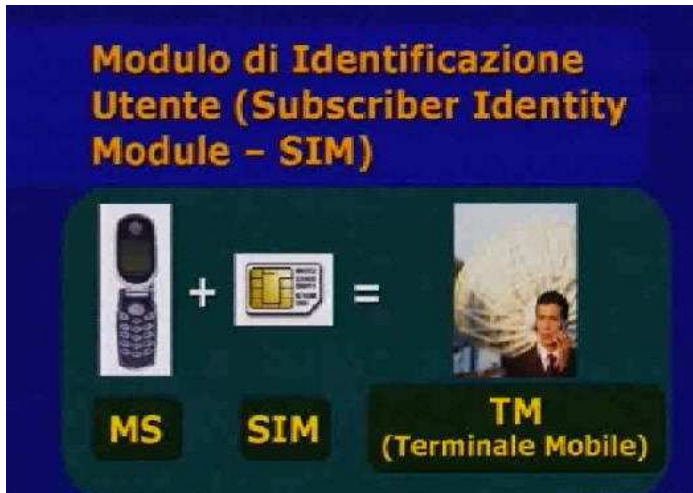 Modulo di Identificazione
Utente (Subscriber Identity
Module – SIM)
+
=
MS
SIM
TM
(Terminale Mobile)